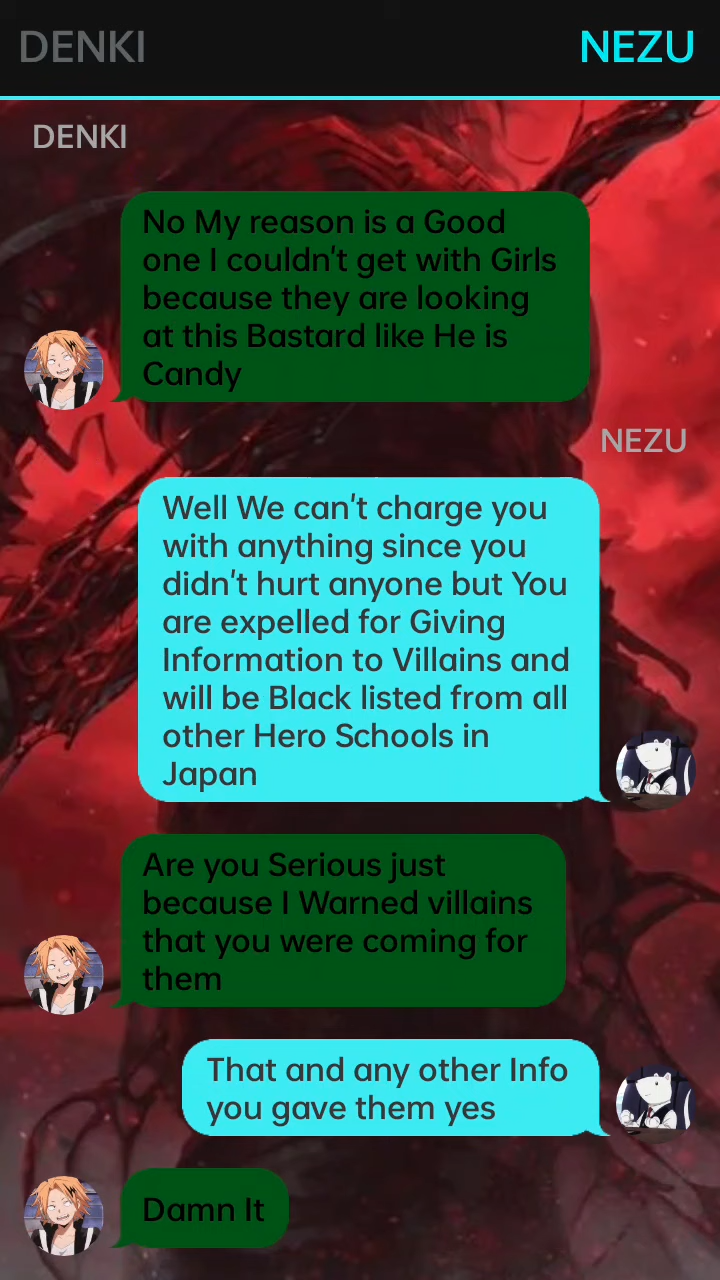 DENKI
NEZU
DENKI
No My reason is a Good
one I couldn't get with Girls
because they are looking
at this Bastard like He is
Candy
NEZU
Well We can't charge you
with anything since you
didn't hurt anyone but You
are expelled for Giving
Information to Villains and
will be Black listed from all
other Hero Schools in
Japan
Are you Serious just
because I Warned villains
that you were coming for
them
That and any other Info
you gave them yes
Damn It